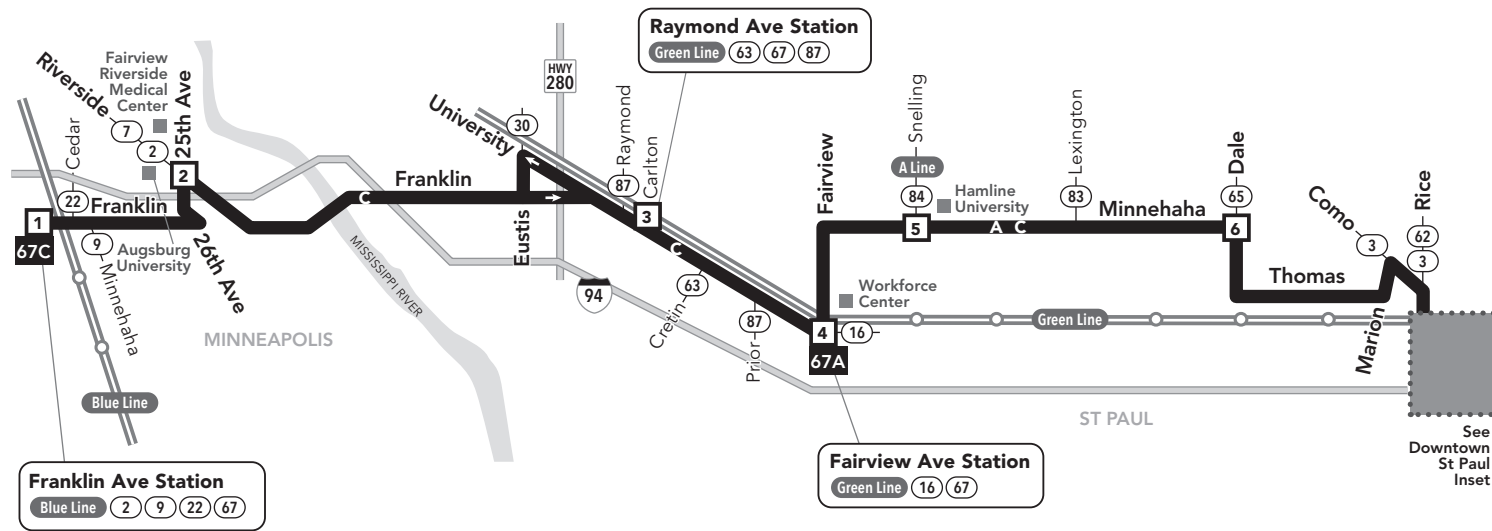 Raymond Ave Station
Green Line 63 67 87
Fairview
Riverside
Medical
Center
Riverside
7
2
25th Ave
Cedar
22
HWY
280
University
30
Raymond
87
Carlton
Snelling
A Line
84
Hamline
University
Lexington
83
Fairview
Dale
65
Como
3
Rice
62
3
1
67C
Franklin
2
C
Franklin
3
5
A C
Minnehaha
6
9
Minnehaha
Augsburg
University
26th Ave
Eustis
C
MISSISSIPPI RIVER
94
63
Cretin
87
Prior
Workforce
Center
Thomas
Marion
Green Line
4
16
67A
MINNEAPOLIS
Blue Line
ST PAUL
See
Downtown
St Paul
Inset
Franklin Ave Station
Blue Line 2 9 22 67
Fairview Ave Station
Green Line 16 67